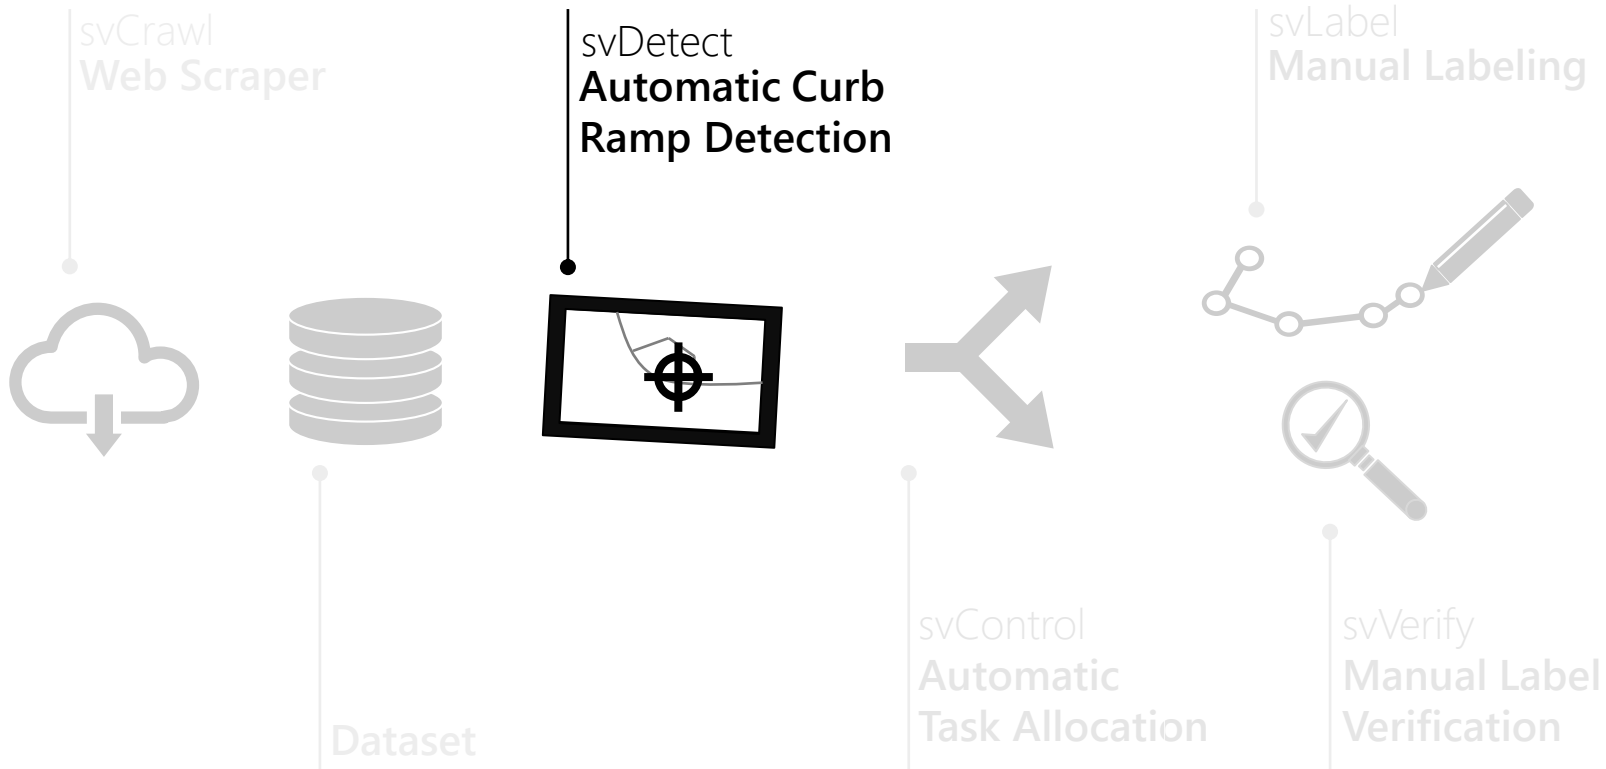 svCrawl
Web Scraper
svDetect
Automatic Curb
Ramp Detection
svLabel
Manual Labeling
Dataset
svControl
Automatic
Task Allocation
svVerify
Manual Label
Verification